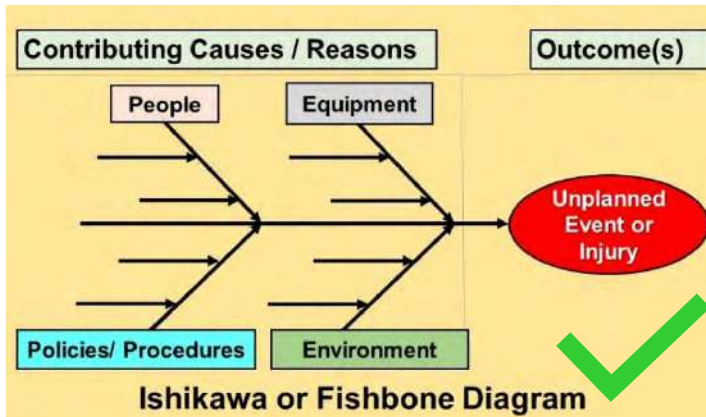 Contributing Causes / Reasons
Outcome(s)
People
Equipment
Unplanned
Event or
Injury
Policies/ Procedures
Environment
Ishikawa or Fishbone Diagram